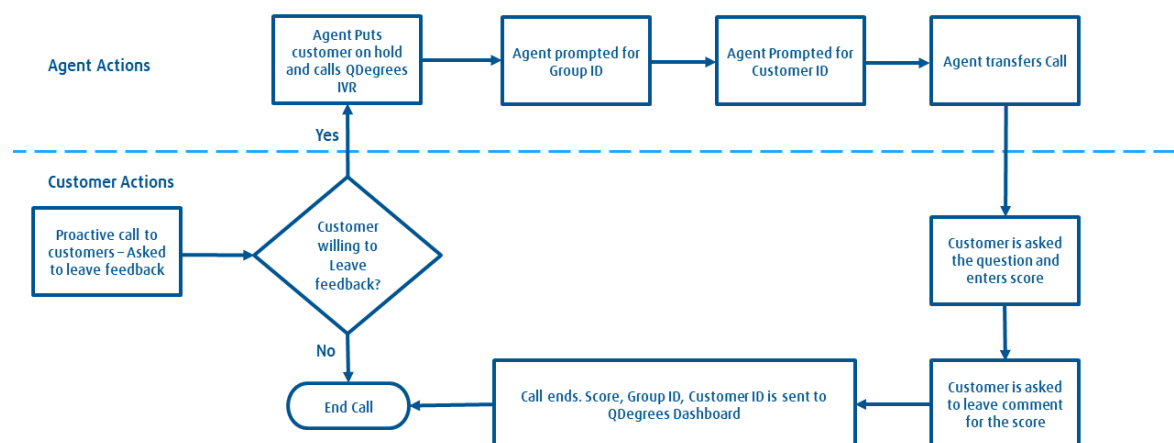 Agent Actions
Agent Puts
customer on hold
and calls QDegrees
IVR
Agent prompted for
Group ID
Agent Prompted for
Customer ID
Agent transfers Call
Yes
Customer Actions
Proactive call to
customers – Asked
to leave feedback
Customer
willing to
Leave
feedback?
Customer is asked
the question and
enters score
No
End Call
Call ends. Score, Group ID, Customer ID is sent to
QDegrees Dashboard
Customer is asked
to leave comment
for the score